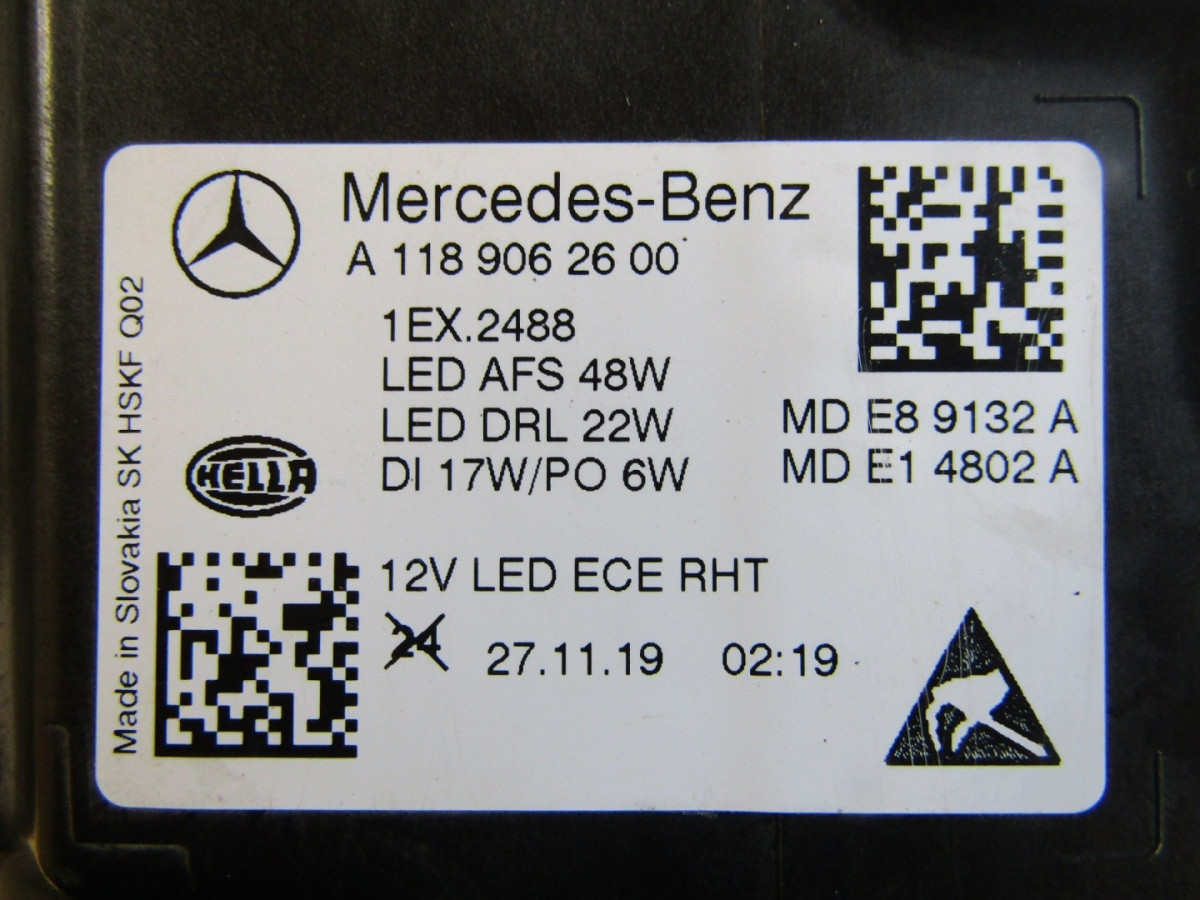 Mercedes-Benz
A 118 906 2600
1EX.2488
LED AFS 48W
LED DRL 22W
DI 17W/PO 6W
MD E8 9132 A
MD E1 4802 A
HELLA
12V LED ECE RHT
24
27.11.19 02:19
Made in Slovakia SK HSKF Q02